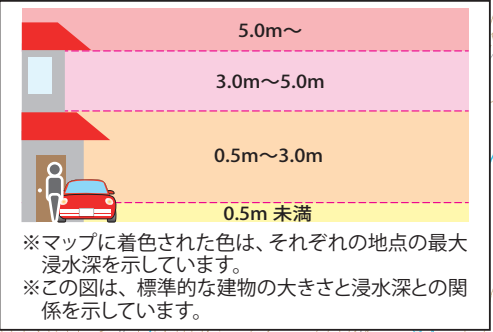 5.0m～
3.0m～5.0m
0.5m～3.0m
0.5m 未満
※マップに着色された色は、それぞれの地点の最大
浸水深を示しています。
※この図は、標準的な建物の大きさと浸水深との関
係を示しています。